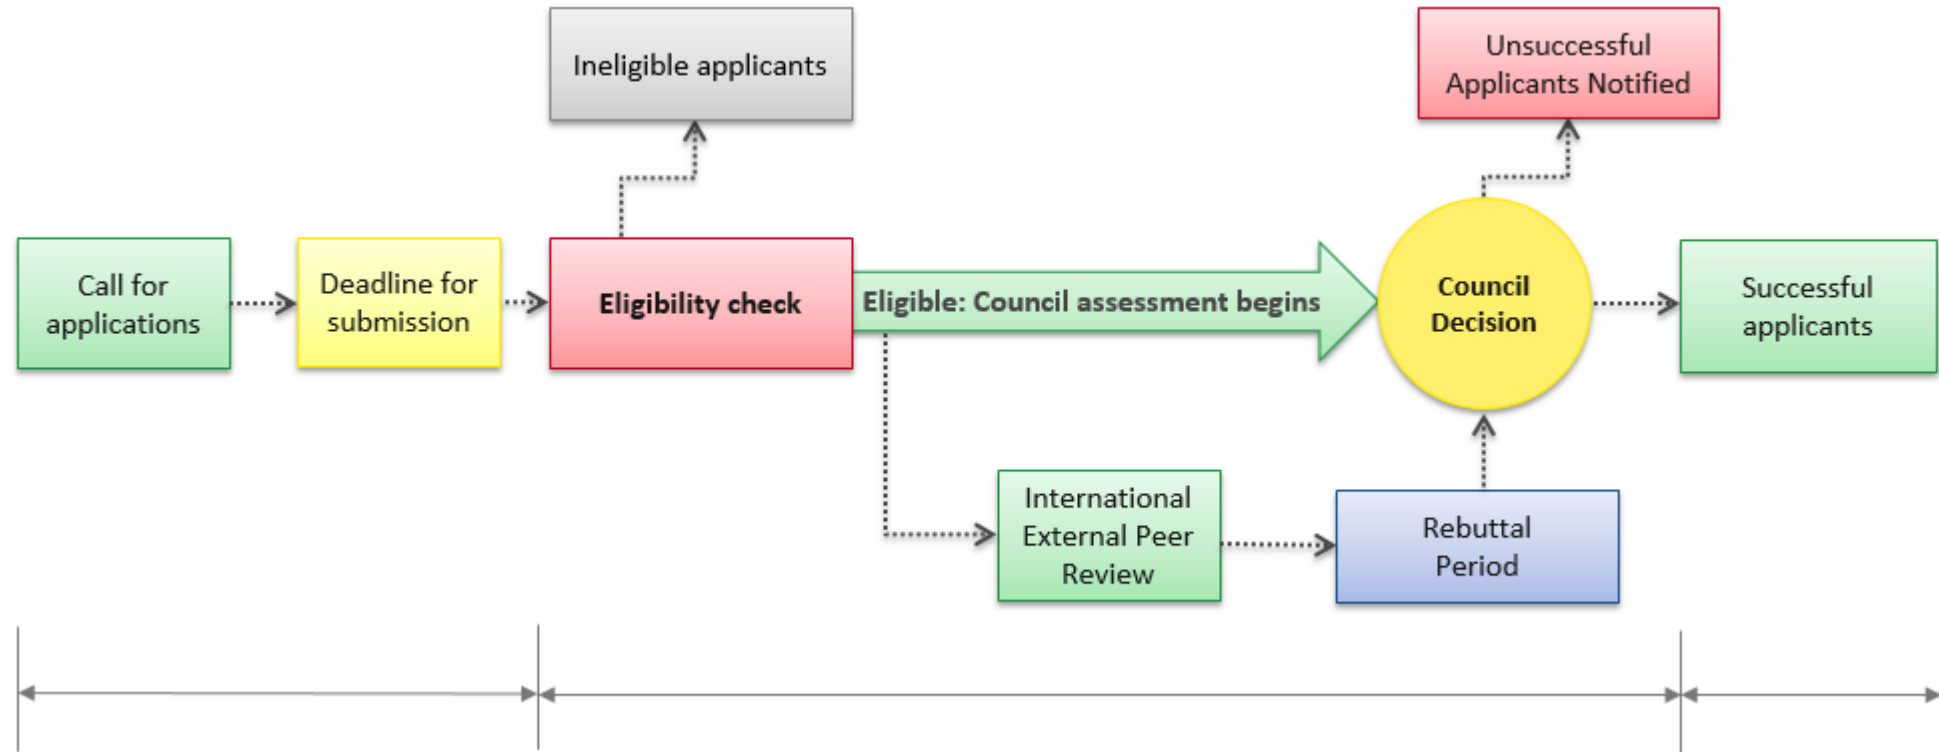 Ineligible applicants
Unsuccessful
Applicants Notified
Call for
applications
Deadline for
submission
Eligibility check
Eligible: Council assessment begins
Council
Decision
Successful
applicants
International
External Peer
Review
Rebuttal
Period